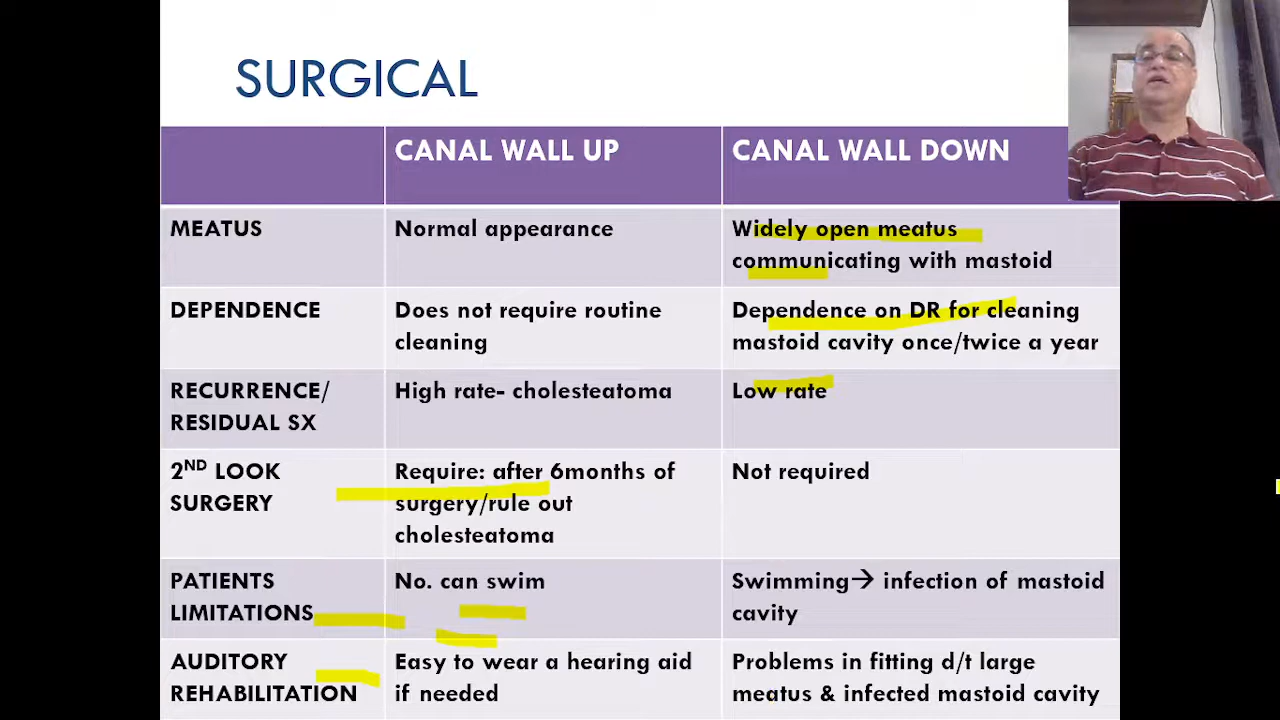 SURGICAL
CANAL WALL UP
CANAL WALL DOWN
MEATUS
Normal appearance
Widely open meatus
communicating with mastoid
DEPENDENCE
Does not require routine
cleaning
Dependence on DR for cleaning
mastoid cavity once/twice a year
RECURRENCE/
RESIDUAL SX
High rate- cholesteatoma
Low rate
2ND LOOK
SURGERY
Require: after 6months of
surgery/rule out
cholesteatoma
Not required
PATIENTS
LIMITATIONS
No. can swim
Swimming→ infection of mastoid
cavity
AUDITORY
REHABILITATION
Easy to wear a hearing aid
if needed
Problems in fitting d/t large
meatus & infected mastoid cavity